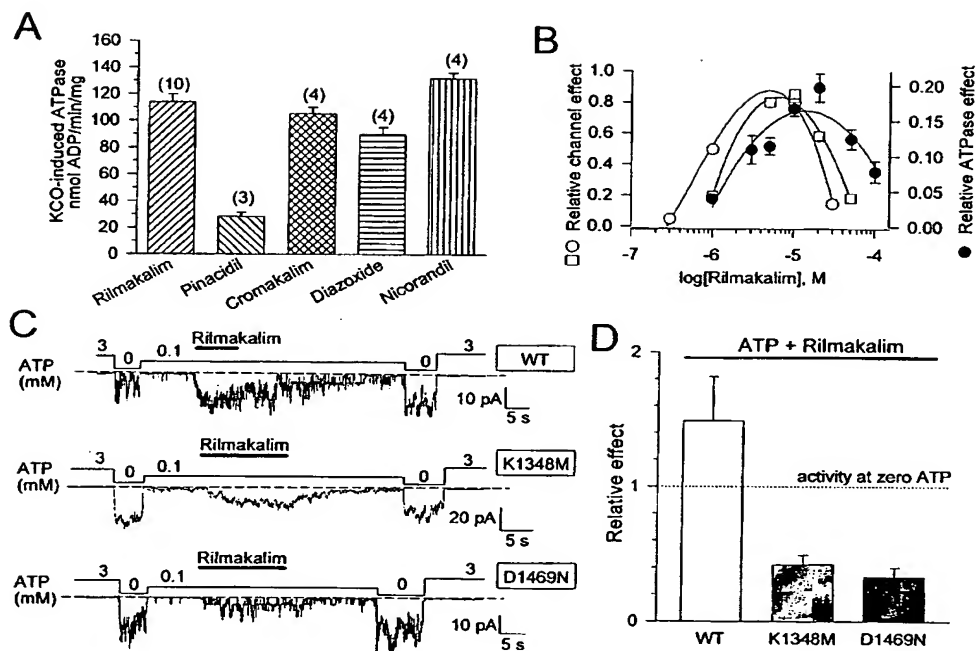 A
KCO-induced ATPase
nmol ADP/min/mg
160
140
120
100
80
60
40
20
0
(10)
(3)
(4)
(4)
(4)
Rilmakalim
Pinacidil
Cromakalim
Diazoxide
Nicorandil
B
□ ○ Relative channel effect
1.0
0.8
0.6
0.4
0.2
0.0
0.20
0.15
0.10
0.05
0.00
● Relative ATPase effect
-7 -6 -5 -4
log[Rilmakalim], M
C
Rilmakalim
ATP
(mM)
3 0 0.1 0 3
WT
10 pA
5 s
Rilmakalim
ATP
(mM)
3 0 0.1 0 3
K1348M
20 pA
5 s
Rilmakalim
ATP
(mM)
3 0 0.1 0 3
D1469N
10 pA
5 s
D
ATP + Rilmakalim
Relative effect
2
1
0
activity at zero ATP
WT K1348M D1469N